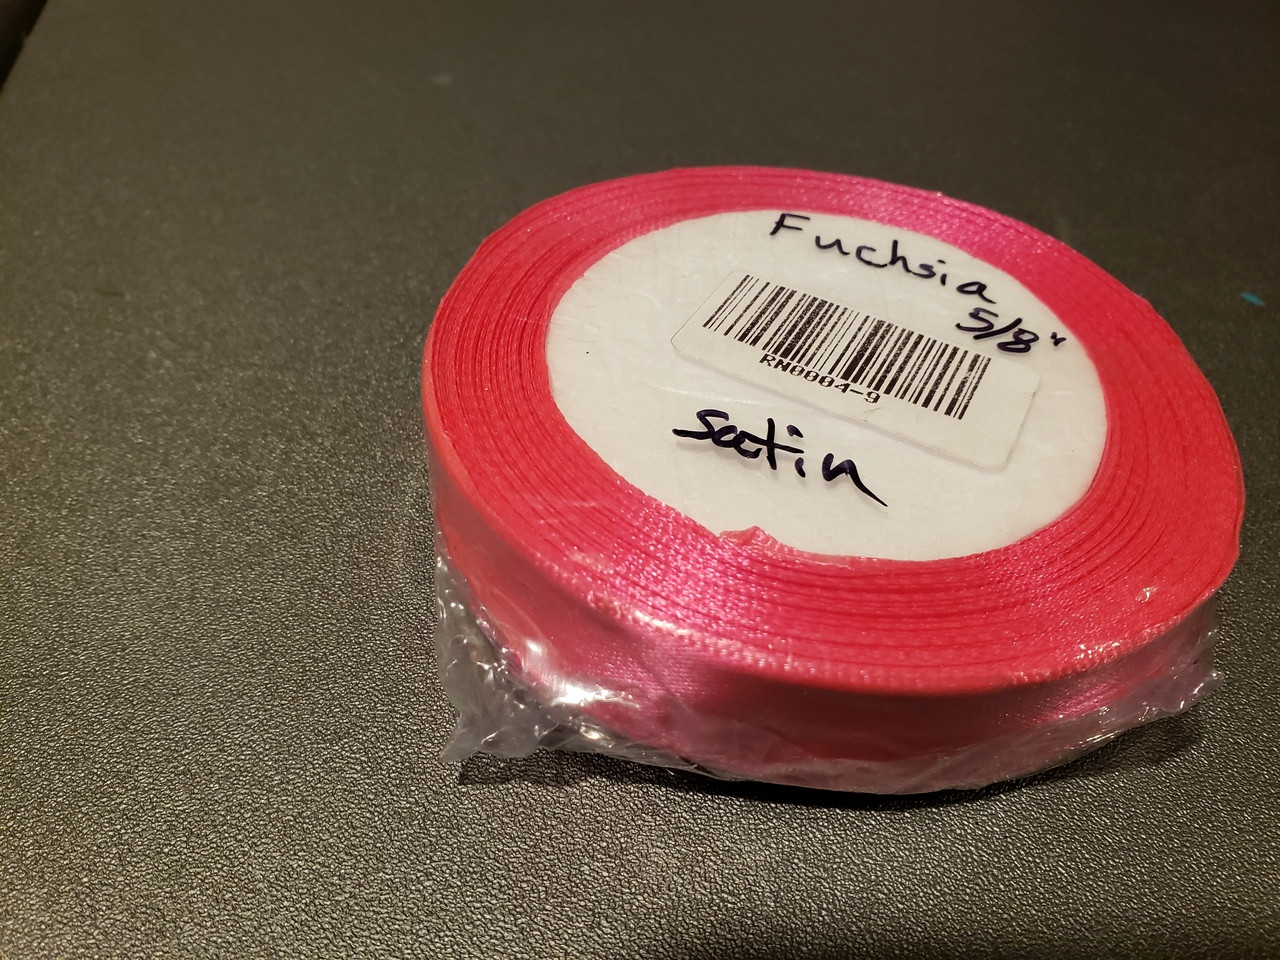 Fuchsia
5/8"
RN0004-9
satin